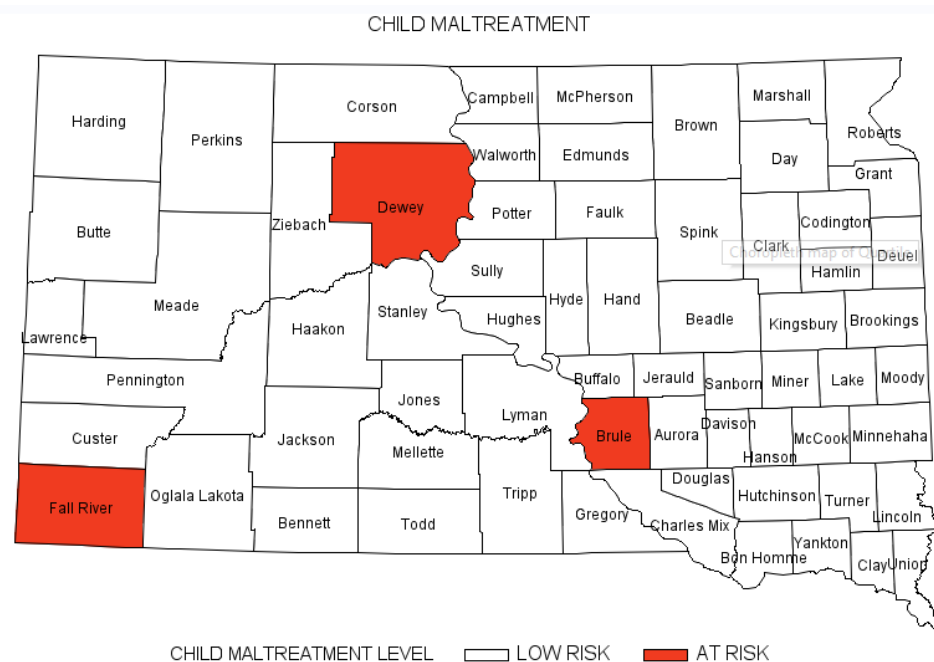 CHILD MALTREATMENT
Harding
Perkins
Corson
Campbell
McPherson
Brown
Marshall
Roberts
Walworth
Edmunds
Day
Grant
Butte
Ziebach
Dewey
Potter
Faulk
Spink
Clark
Codington
Choropleth map of Quartile
Hamlin
Deuel
Meade
Sully
Hyde
Hand
Lawrence
Haakon
Stanley
Hughes
Beadle
Kingsbury
Brookings
Pennington
Jones
Lyman
Buffalo
Jerauld
Sanborn
Miner
Lake
Moody
Custer
Jackson
Mellette
Brule
Aurora
Davison
Hanson
McCook
Minnehaha
Fall River
Oglala Lakota
Bennett
Todd
Tripp
Gregory
Douglas
Charles Mix
Hutchinson
Turner
Lincoln
Bon Homme
Yankton
Clay
Union
CHILD MALTREATMENT LEVEL LOW RISK AT RISK